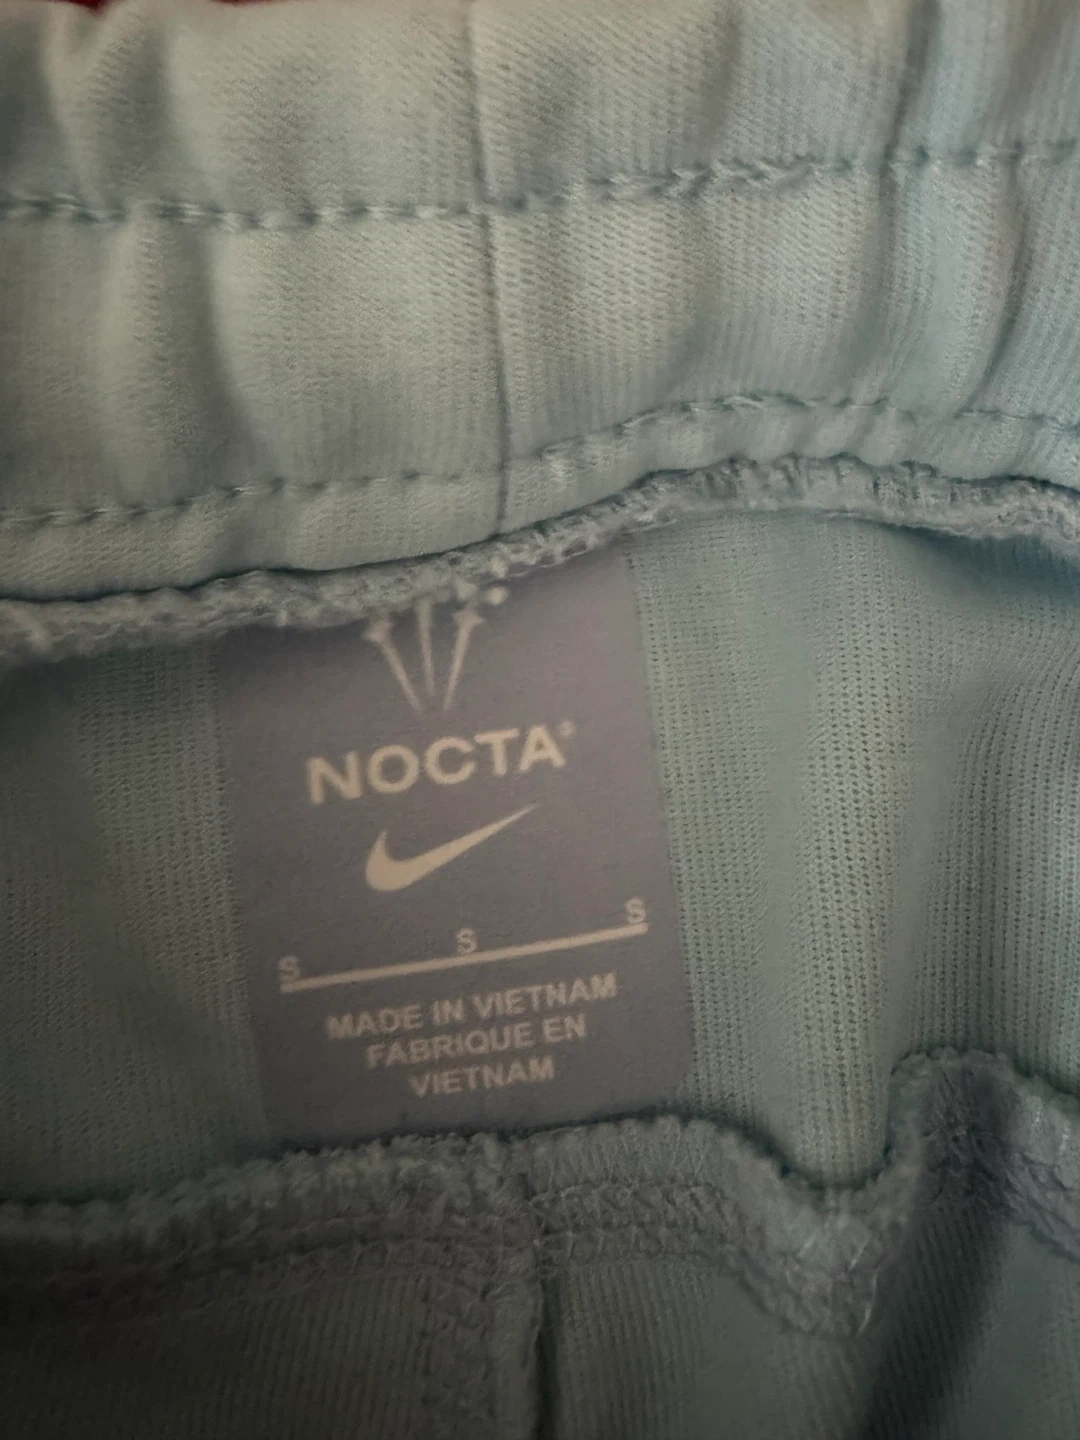 NOCTA®
S S S
MADE IN VIETNAM
FABRIQUE EN
VIETNAM